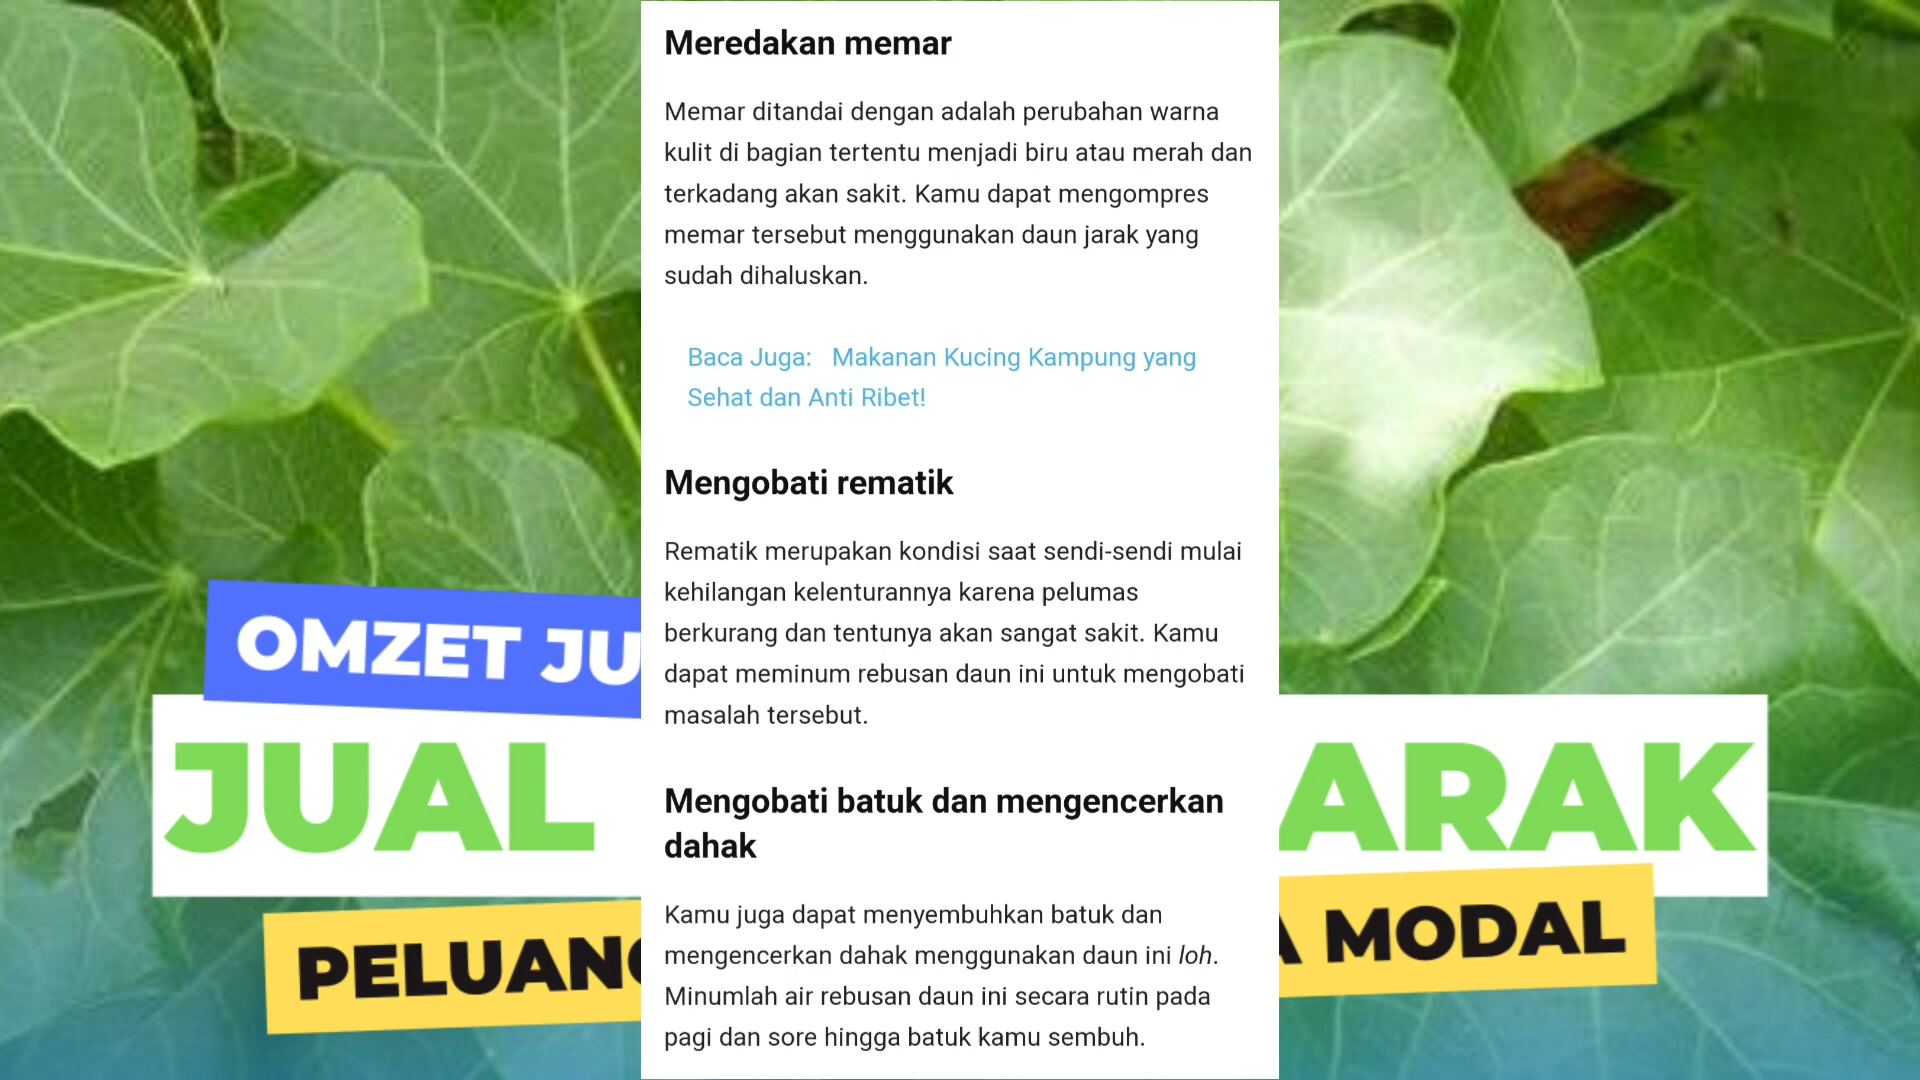 Meredakan memar
Memar ditandai dengan adalah perubahan warna
kulit di bagian tertentu menjadi biru atau merah dan
terkadang akan sakit. Kamu dapat mengompres
memar tersebut menggunakan daun jarak yang
sudah dihaluskan.
Baca Juga: Makanan Kucing Kampung yang
Sehat dan Anti Ribet!
Mengobati rematik
Rematik merupakan kondisi saat sendi-sendi mulai
kehilangan kelenturannya karena pelumas
berkurang dan tentunya akan sangat sakit. Kamu
dapat meminum rebusan daun ini untuk mengobati
masalah tersebut.
Mengobati batuk dan mengencerkan
dahak
Kamu juga dapat menyembuhkan batuk dan
mengencerkan dahak menggunakan daun ini loh.
Minumlah air rebusan daun ini secara rutin pada
pagi dan sore hingga batuk kamu sembuh.
OMZET JU
JUAL ARAK
PELUANG MODAL